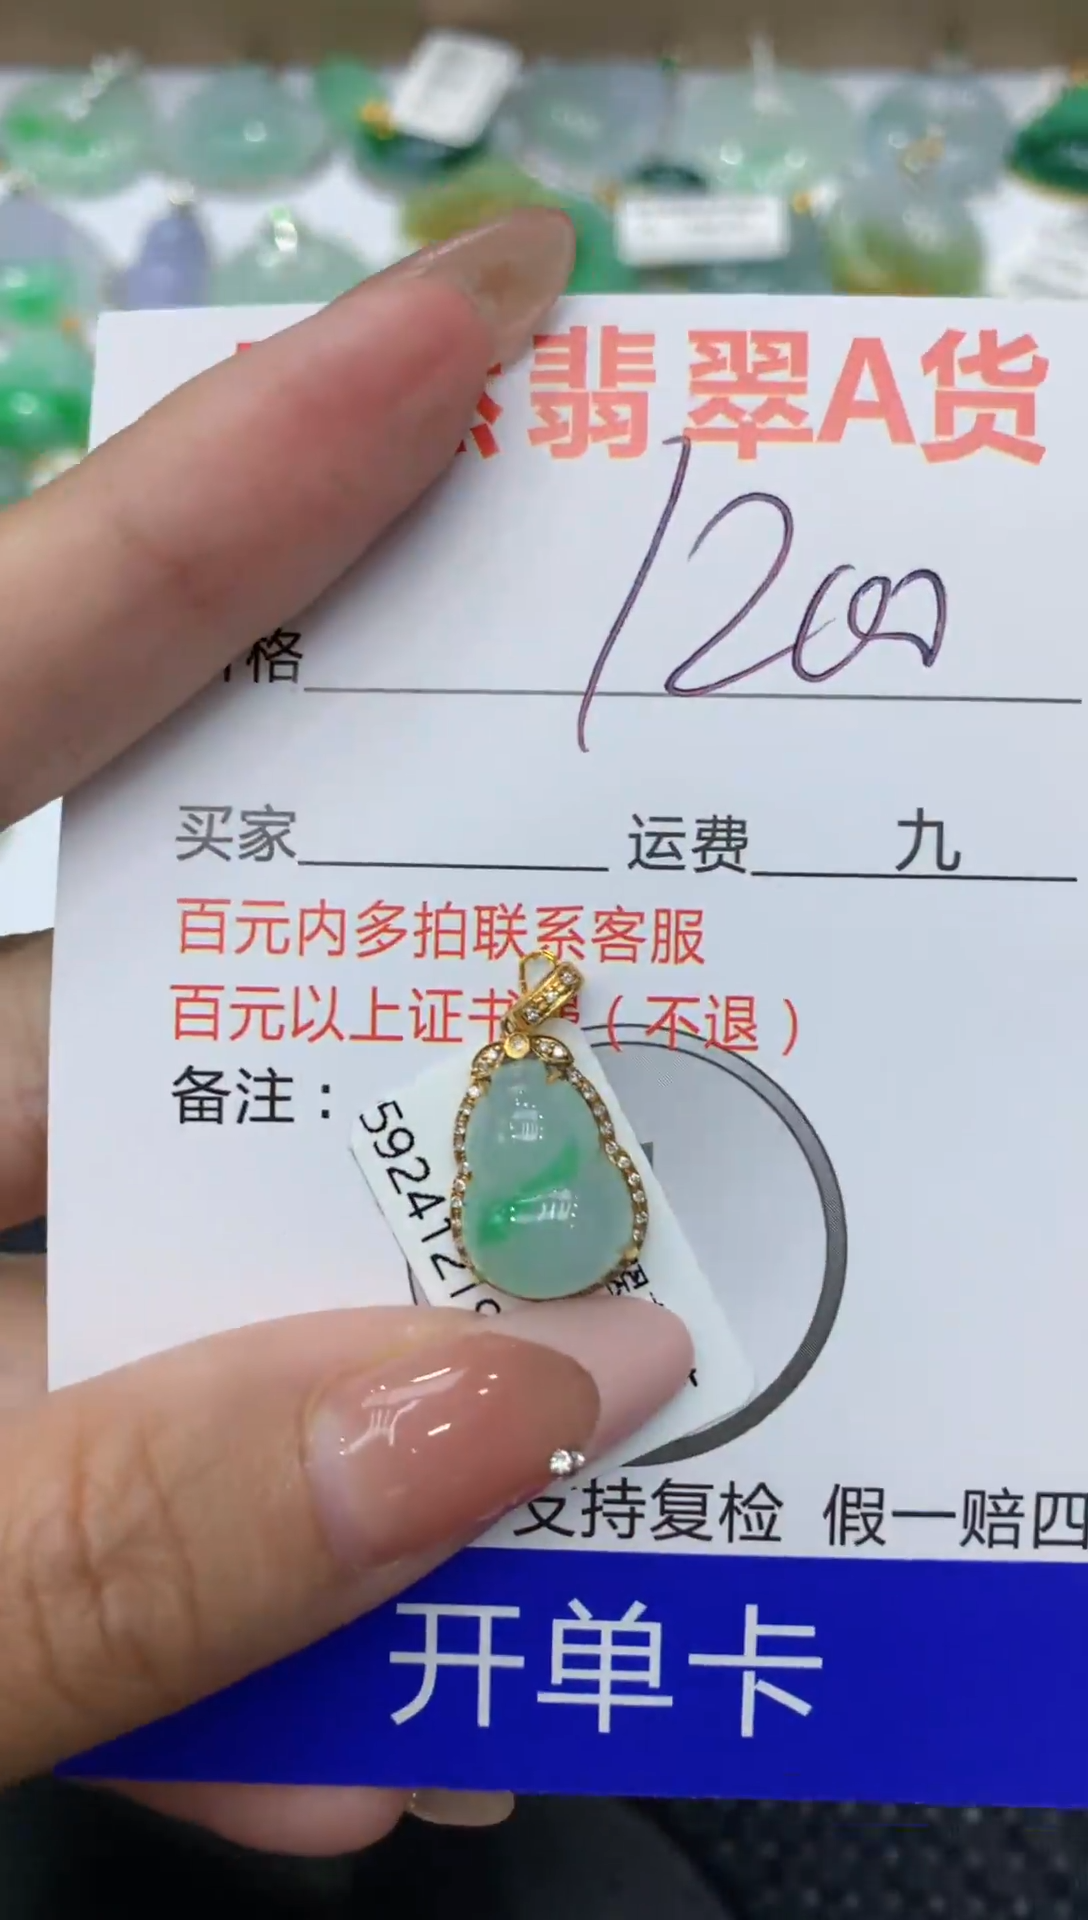 翡翠A货
格 1200
买家 运费 九
百元内多拍联系客服
百元以上证书 (不退)
备注：
5924121
支持复检 假一赔四
开单卡